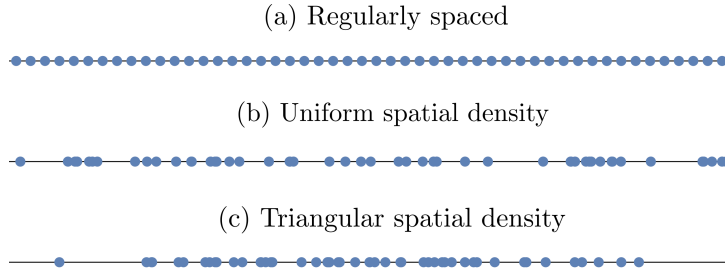 (a) Regularly spaced
(b) Uniform spatial density
(c) Triangular spatial density